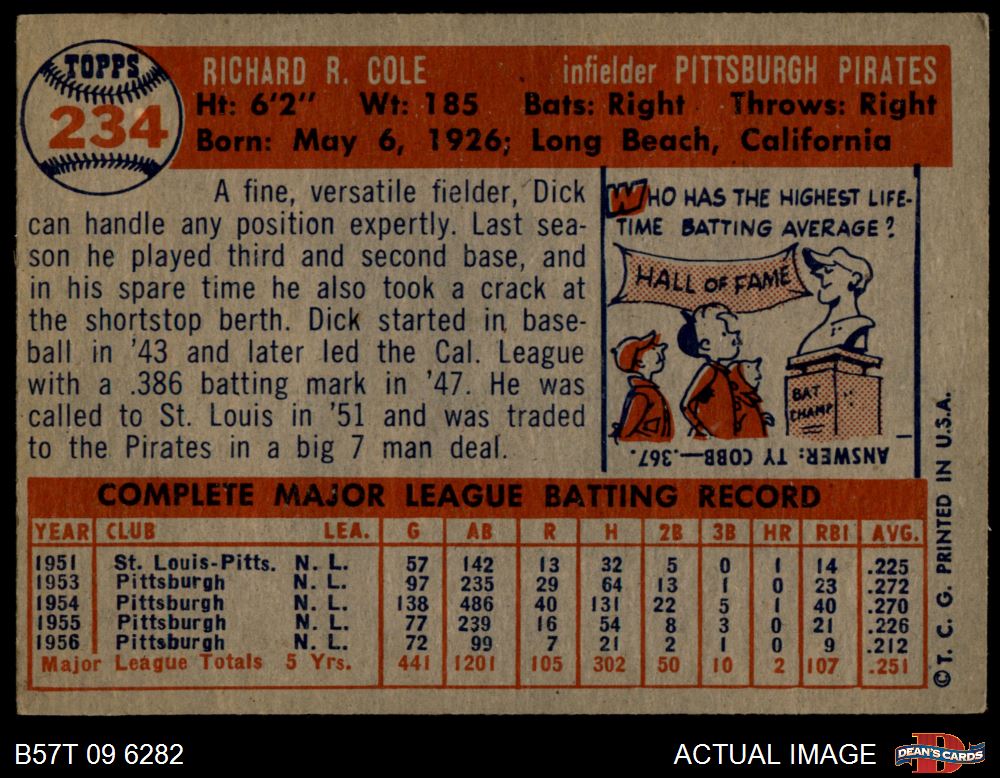 TOPPS
234
RICHARD R. COLE infielder PITTSBURGH PIRATES
Ht: 6'2" Wt: 185 Bats: Right Throws: Right
Born: May 6, 1926; Long Beach, California
A fine, versatile fielder, Dick
can handle any position expertly. Last sea-
son he played third and second base, and
in his spare time he also took a crack at
the shortstop berth. Dick started in base-
ball in '43 and later led the Cal. League
with a .386 batting mark in '47. He was
called to St. Louis in '51 and was traded
to the Pirates in a big 7 man deal.
WHO HAS THE HIGHEST LIFE-
TIME BATTING AVERAGE?
HALL OF FAME
BAT
CHAMP
ANSWER: TY COBB—.367.
COMPLETE MAJOR LEAGUE BATTING RECORD
YEAR CLUB LEA. G AB R H 2B 3B HR RBI AVG.
1951 St. Louis-Pitts. N. L. 57 142 13 32 5 0 1 14 .225
1953 Pittsburgh N. L. 97 235 29 64 13 1 0 23 .272
1954 Pittsburgh N. L. 138 486 40 131 22 5 1 40 .270
1955 Pittsburgh N. L. 77 239 16 54 8 3 0 21 .226
1956 Pittsburgh N. L. 72 99 7 21 2 1 0 9 .212
Major League Totals 5 Yrs. 441 1201 105 302 50 10 2 107 .251
© T. C. G. PRINTED IN U.S.A.
B57T 09 6282
ACTUAL IMAGE
DEAN'S CARDS